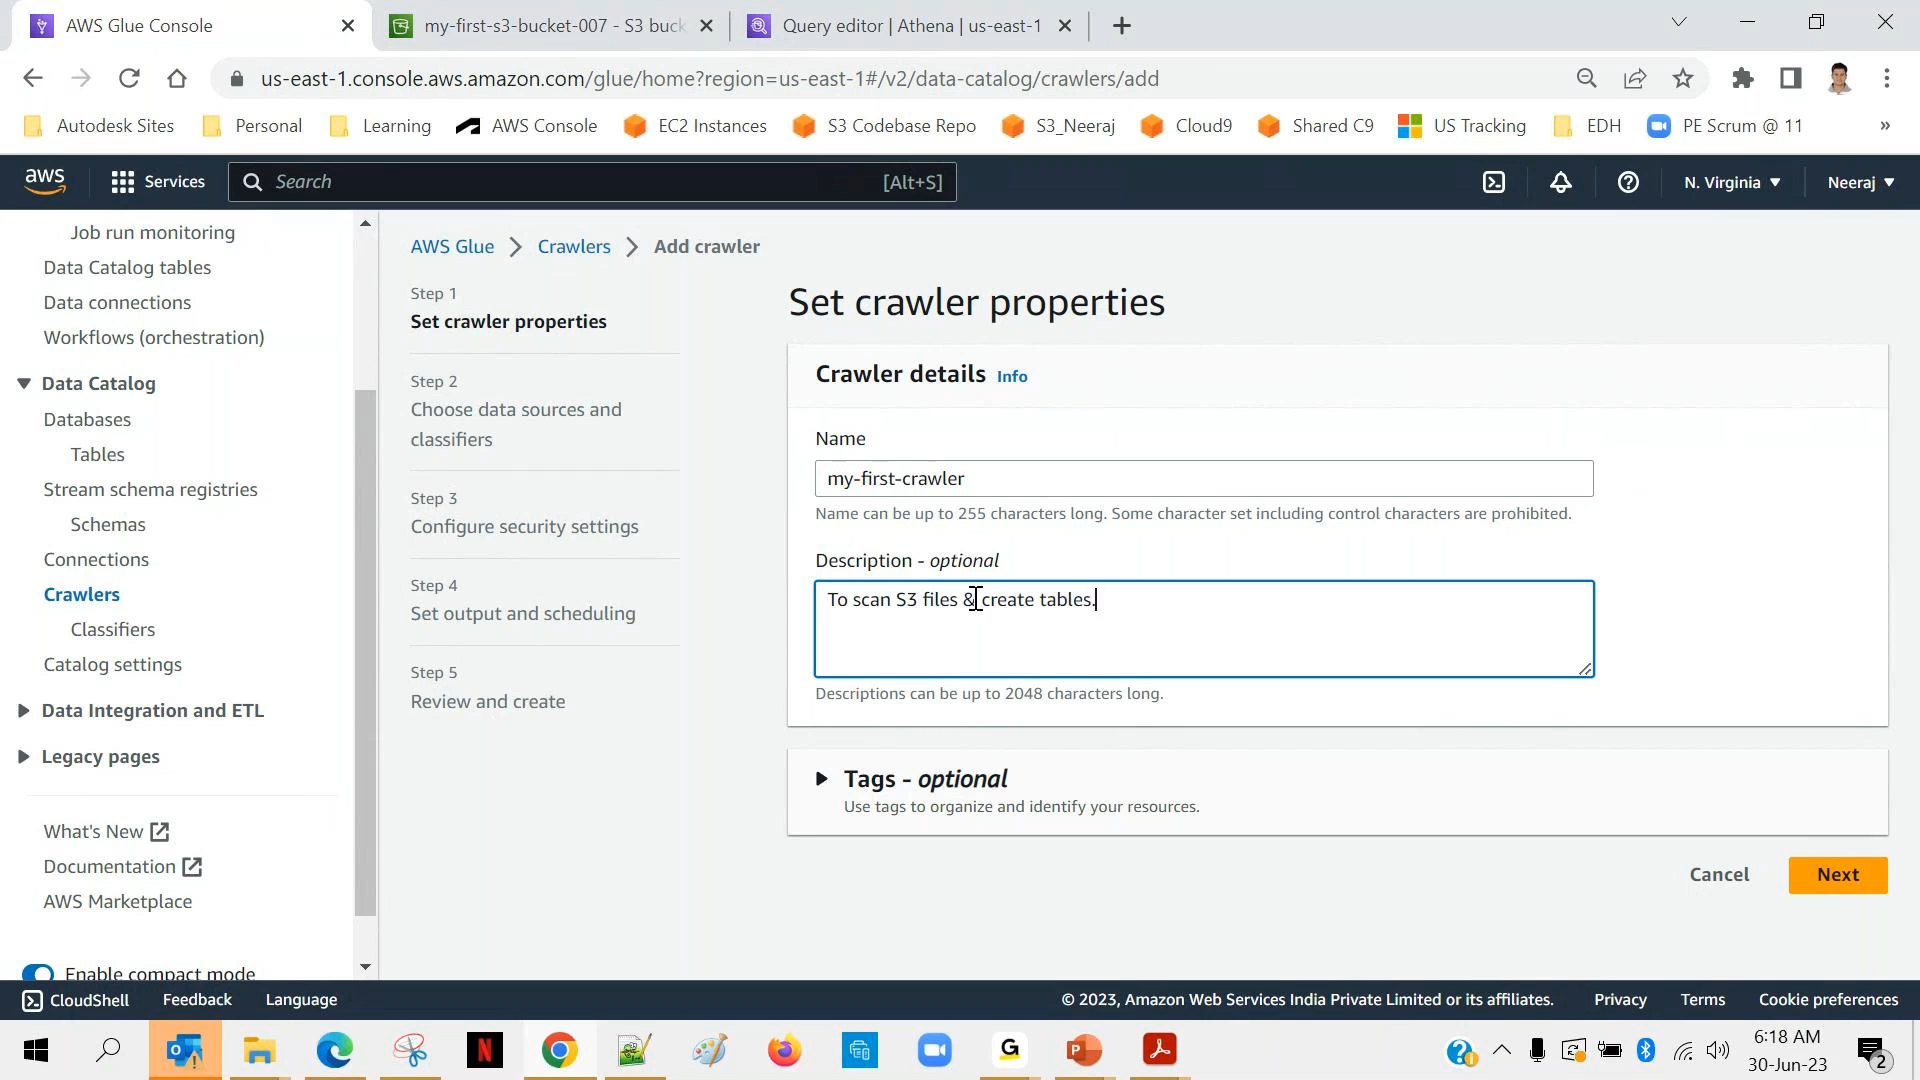 AWS Glue Console
my-first-s3-bucket-007 - S3 buck
Query editor | Athena | us-east-1
us-east-1.console.aws.amazon.com/glue/home?region=us-east-1#/v2/data-catalog/crawlers/add
Autodesk Sites
Personal
Learning
AWS Console
EC2 Instances
S3 Codebase Repo
S3_Neeraj
Cloud9
Shared C9
US Tracking
EDH
PE Scrum @ 11
»
aws
Services
Search
[Alt+S]
N. Virginia
Neeraj
Job run monitoring
Data Catalog tables
Data connections
Workflows (orchestration)
Data Catalog
Databases
Tables
Stream schema registries
Schemas
Connections
Crawlers
Classifiers
Catalog settings
Data Integration and ETL
Legacy pages
What's New
Documentation
AWS Marketplace
Enable compact mode
AWS Glue
Crawlers
Add crawler
Step 1
Set crawler properties
Step 2
Choose data sources and
classifiers
Step 3
Configure security settings
Step 4
Set output and scheduling
Step 5
Review and create
Set crawler properties
Crawler details Info
Name
my-first-crawler
Name can be up to 255 characters long. Some character set including control characters are prohibited.
Description - optional
To scan S3 files & create tables.
Descriptions can be up to 2048 characters long.
Tags - optional
Use tags to organize and identify your resources.
Cancel
Next
CloudShell
Feedback
Language
© 2023, Amazon Web Services India Private Limited or its affiliates.
Privacy
Terms
Cookie preferences
N
G
P
6:18 AM
30-Jun-23
2